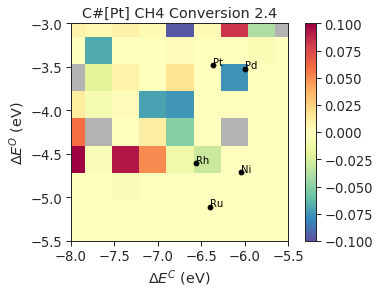 C#[Pt] CH4 Conversion 2.4
−3.0
−3.5
−4.0
−4.5
−5.0
−5.5
ΔE^O (eV)
Pt
Pd
Rh
Ni
Ru
−8.0 −7.5 −7.0 −6.5 −6.0 −5.5
ΔE^C (eV)
0.100
0.075
0.050
0.025
0.000
−0.025
−0.050
−0.075
−0.100